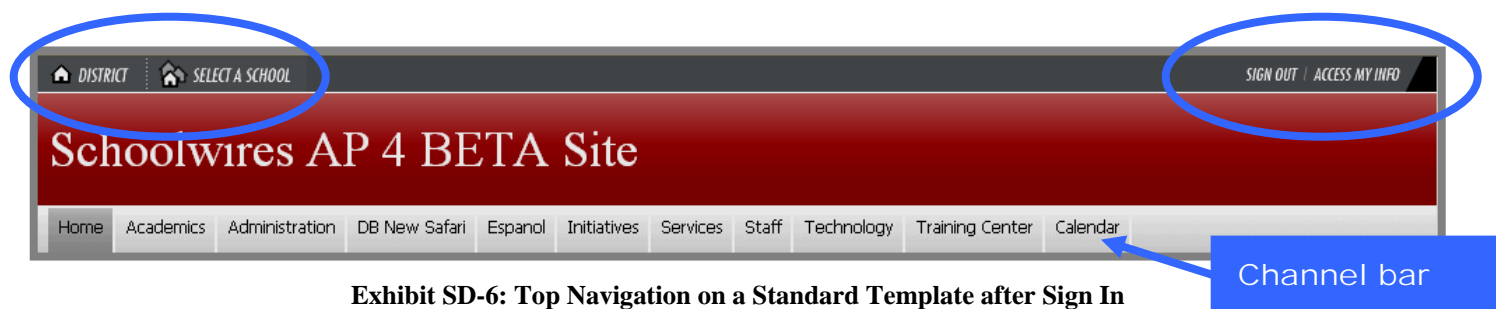 DISTRICT SELECT A SCHOOL SIGN OUT | ACCESS MY INFO
Schoolwires AP 4 BETA Site
Home Academics Administration DB New Safari Espanol Initiatives Services Staff Technology Training Center Calendar
Channel bar
Exhibit SD-6: Top Navigation on a Standard Template after Sign In